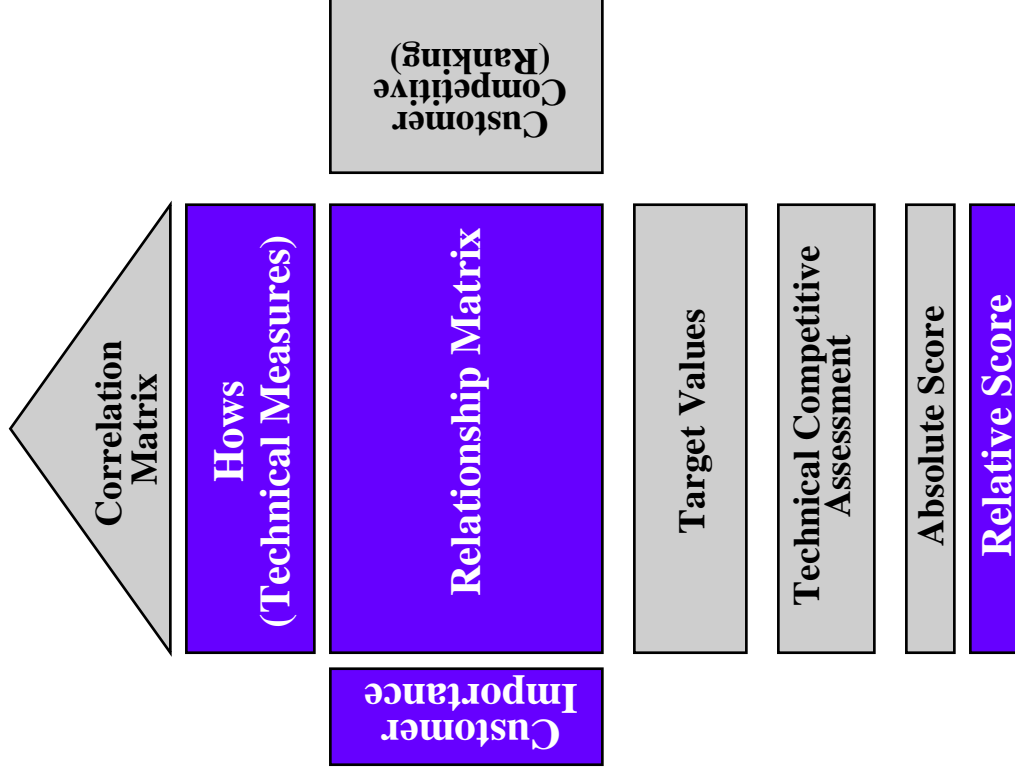 Correlation
Matrix
Hows
(Technical Measures)
Customer
Importance
Relationship Matrix
Customer
Competitive
(Ranking)
Target Values
Technical Competitive
Assessment
Absolute Score
Relative Score